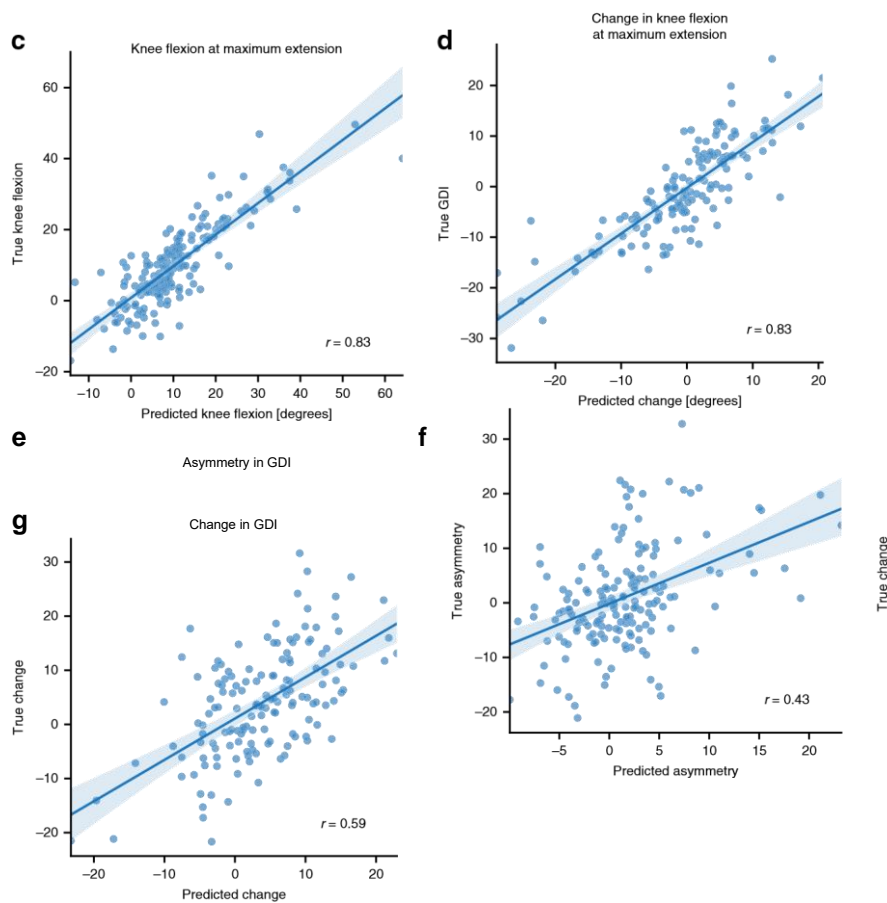 c
Knee flexion at maximum extension
True knee flexion
60
40
20
0
−20
r = 0.83
−10 0 10 20 30 40 50 60
Predicted knee flexion [degrees]
d
Change in knee flexion
at maximum extension
True GDI
20
10
0
−10
−20
−30
r = 0.83
−20 −10 0 10 20
Predicted change [degrees]
e
Asymmetry in GDI
f
True asymmetry
30
20
10
0
−10
−20
r = 0.43
−5 0 5 10 15 20
Predicted asymmetry
True change
g
Change in GDI
True change
30
20
10
0
−10
−20
r = 0.59
−20 −10 0 10 20
Predicted change